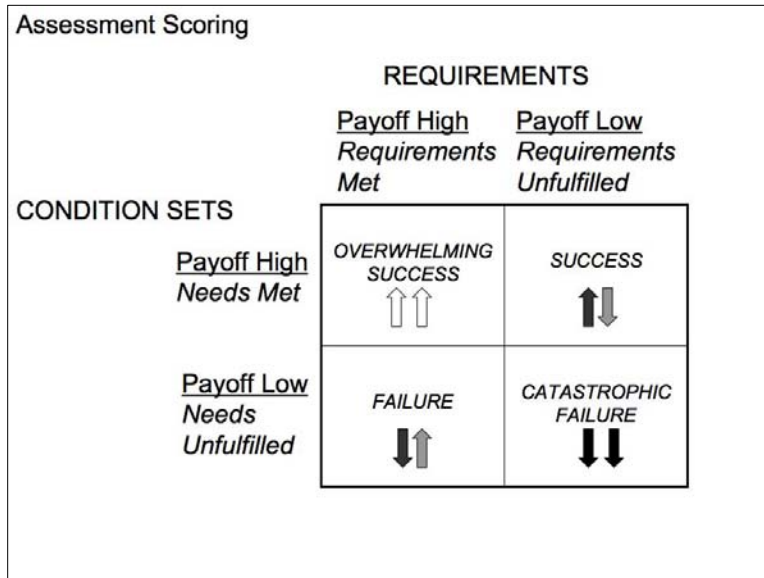 Assessment Scoring
REQUIREMENTS
Payoff High
Requirements
Met
Payoff Low
Requirements
Unfulfilled
CONDITION SETS
Payoff High
Needs Met
OVERWHELMING
SUCCESS
SUCCESS
Payoff Low
Needs
Unfulfilled
FAILURE
CATASTROPHIC
FAILURE